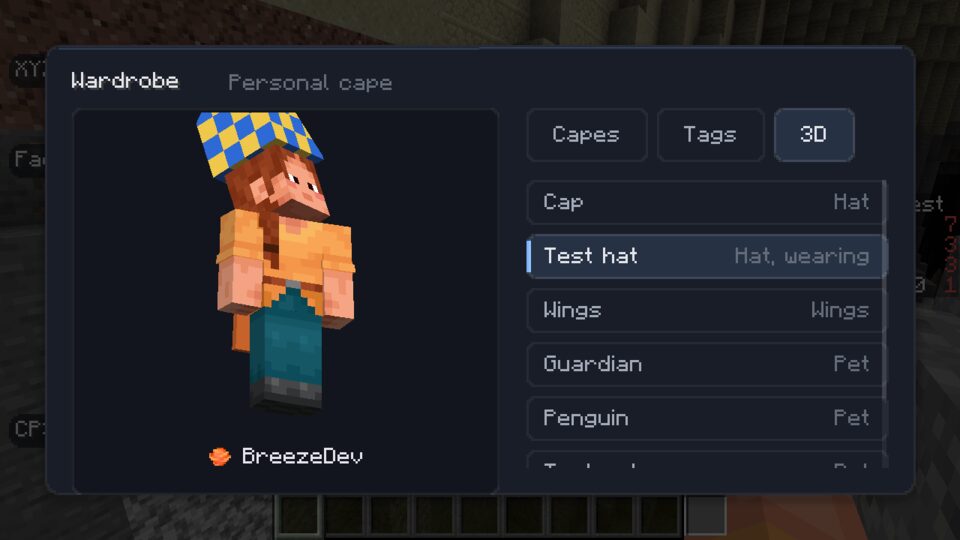 Wardrobe
Personal cape
Capes
Tags
3D
Cap
Hat
Test hat
Hat, wearing
Wings
Wings
Guardian
Pet
Penguin
Pet
BreezeDev